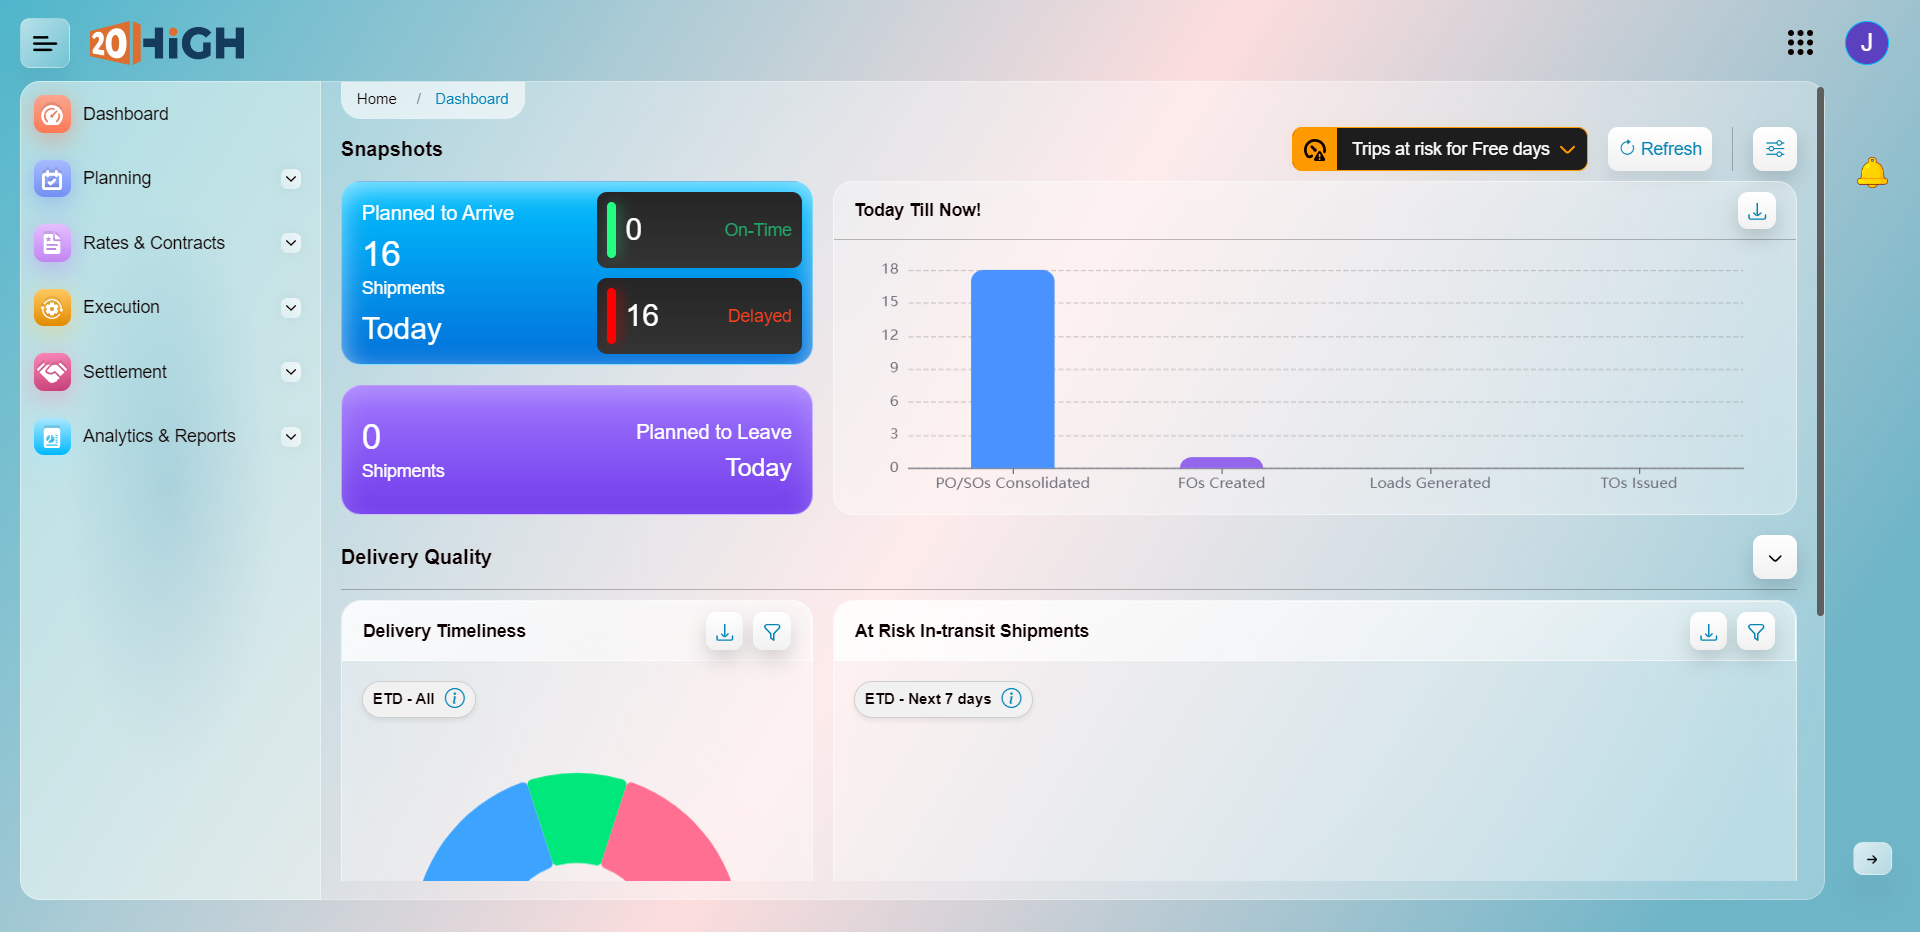 20HiGH
J
Dashboard
Planning
Rates & Contracts
Execution
Settlement
Analytics & Reports
Home / Dashboard
Snapshots
Trips at risk for Free days
Refresh
Planned to Arrive
16
Shipments
Today
0 On-Time
16 Delayed
0
Shipments
Planned to Leave
Today
Today Till Now!
18
15
12
9
6
3
0
PO/SOs Consolidated FOs Created Loads Generated TOs Issued
Delivery Quality
Delivery Timeliness
ETD - All
At Risk In-transit Shipments
ETD - Next 7 days